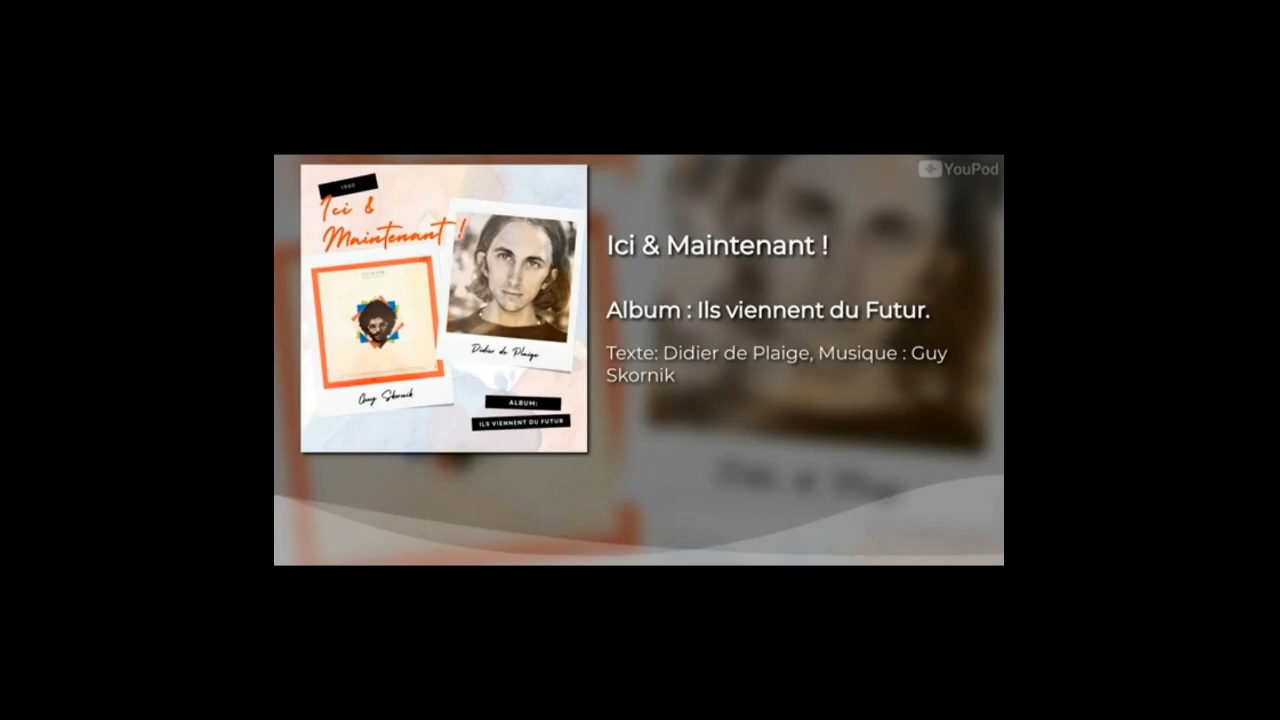 YouPod
1980
Ici &
Maintenant !
Didier de Plaige
Guy Skornik
ALBUM:
ILS VIENNENT DU FUTUR
Ici & Maintenant !
Album : Ils viennent du Futur.
Texte: Didier de Plaige, Musique : Guy
Skornik